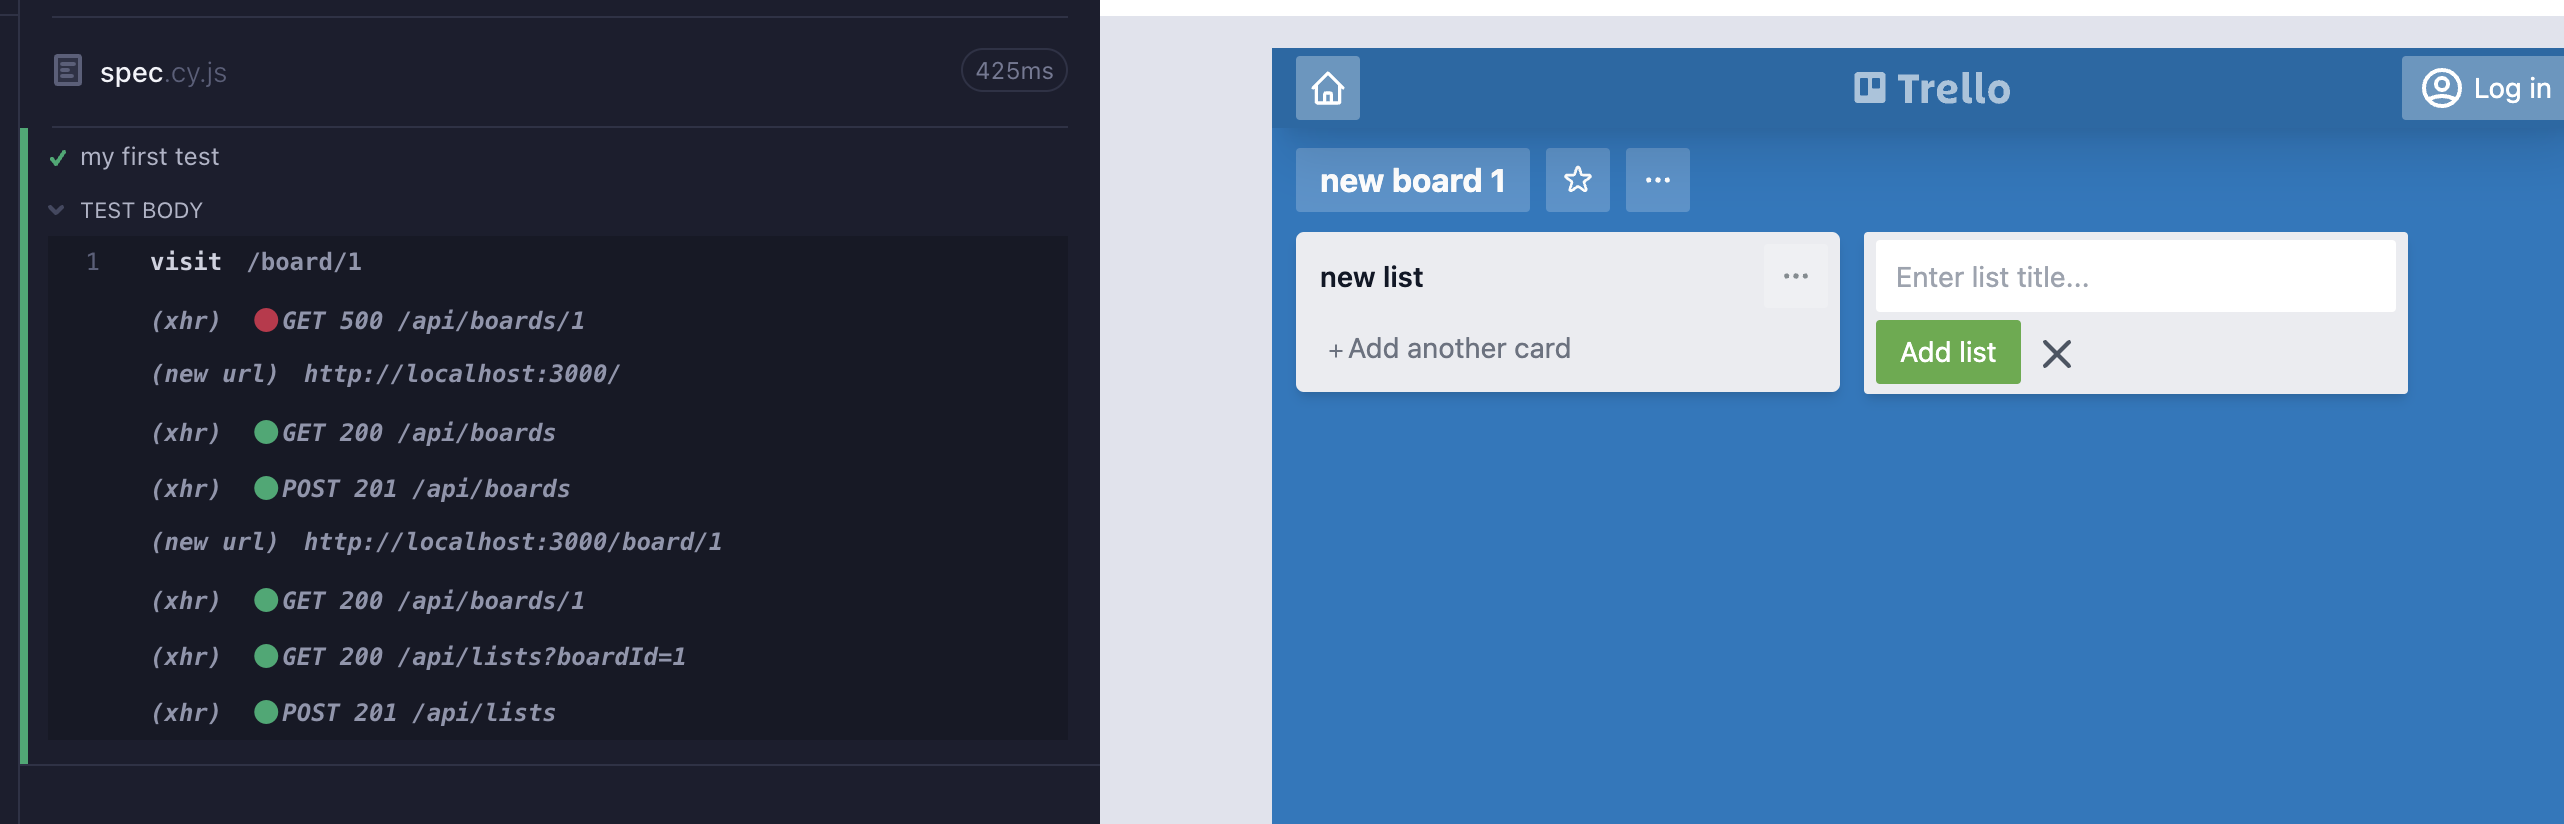 spec.cy.js
425ms
my first test
TEST BODY
1 visit /board/1
(xhr) GET 500 /api/boards/1
(new url) http://localhost:3000/
(xhr) GET 200 /api/boards
(xhr) POST 201 /api/boards
(new url) http://localhost:3000/board/1
(xhr) GET 200 /api/boards/1
(xhr) GET 200 /api/lists?boardId=1
(xhr) POST 201 /api/lists
Trello
Log in
new board 1
new list
+ Add another card
Enter list title...
Add list